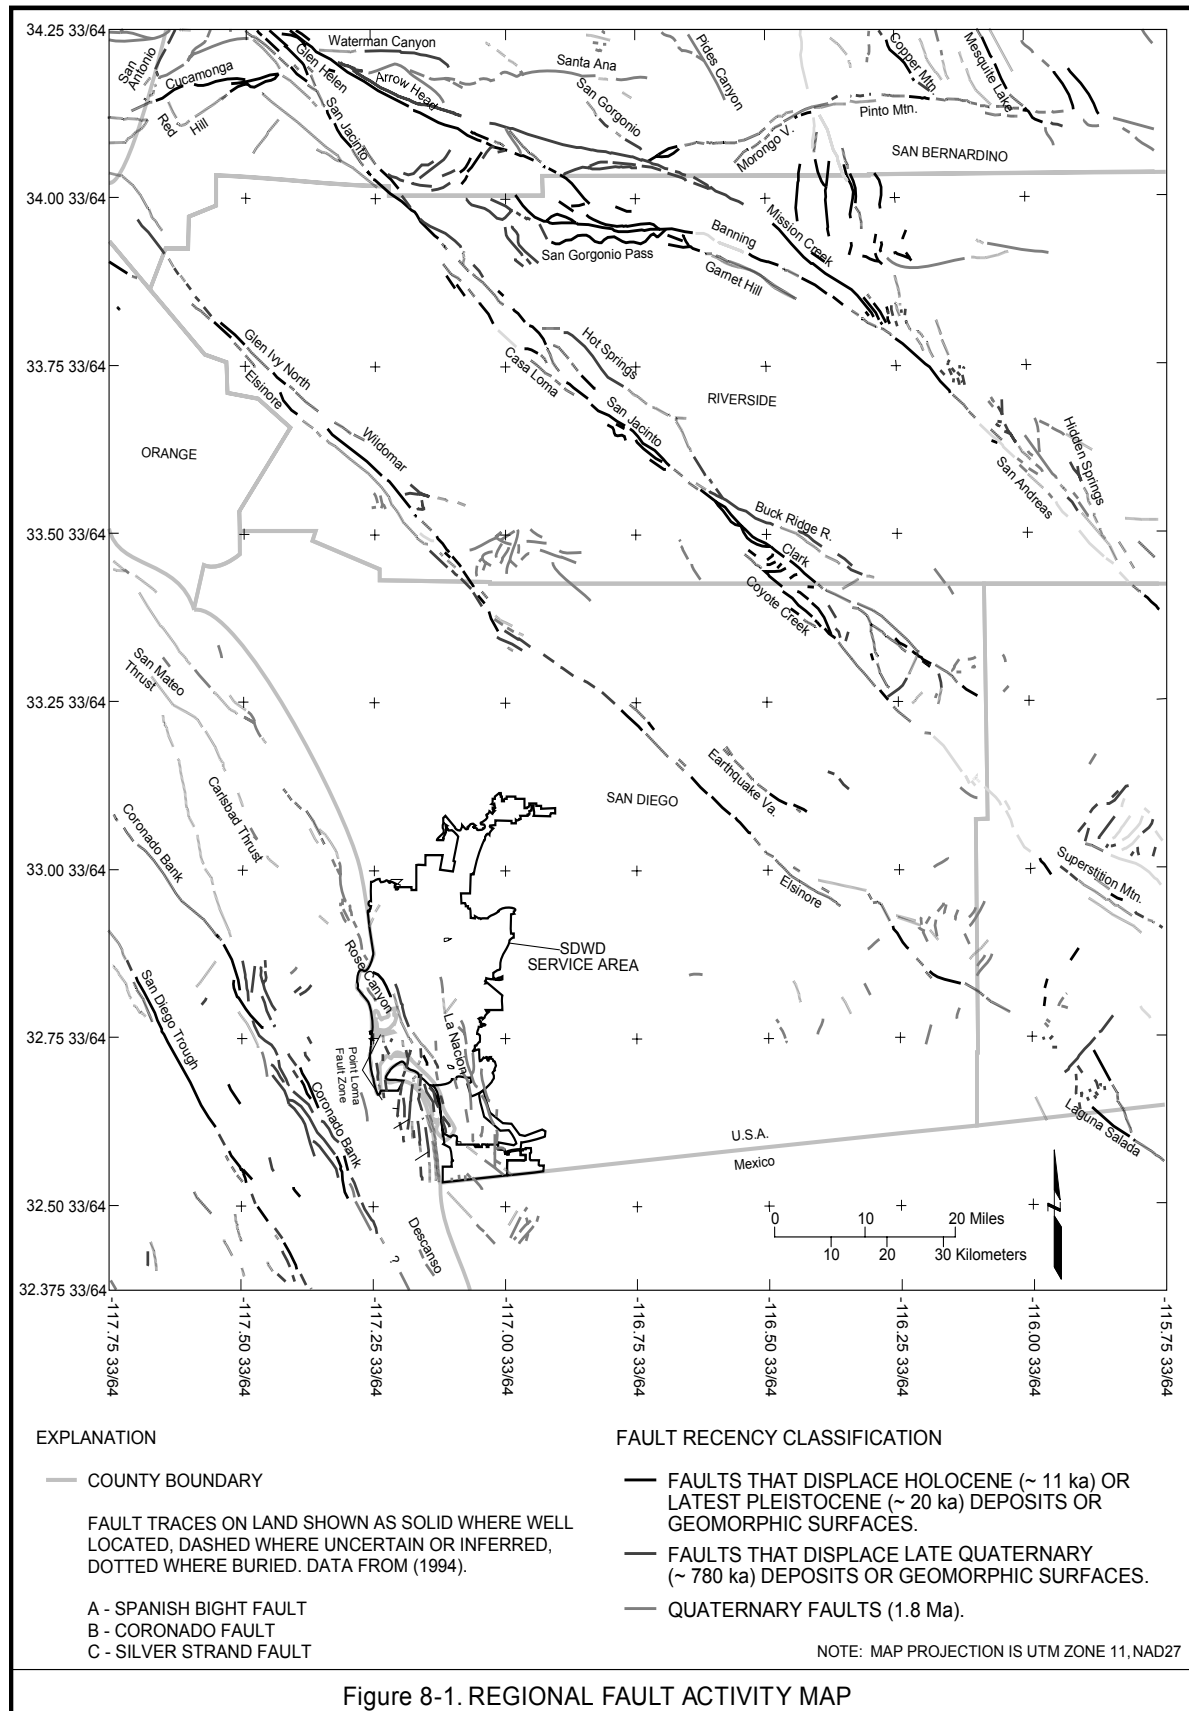 34.25 33/64
34.00 33/64
33.75 33/64
33.50 33/64
33.25 33/64
33.00 33/64
32.75 33/64
32.50 33/64
32.375 33/64
San
Antonio
Cucamonga
Red
Hill
Glen Helen
Waterman Canyon
Arrow Head
San Jacinto
Santa Ana
San Gorgonio
Pides Canyon
Copper Mtn.
Mesquite Lake
Pinto Mtn.
Morongo V.
SAN BERNARDINO
Mission Creek
Banning
San Gorgonio Pass
Garnet Hill
Glen Ivy North
Elsinore
Hot Springs
Casa Loma
San Jacinto
RIVERSIDE
ORANGE
Wildomar
Hidden Springs
San Andreas
Buck Ridge R.
Clark
Coyote Creek
San Mateo
Thrust
Carlsbad Thrust
Coronado Bank
Earthquake Va.
SAN DIEGO
Superstition Mtn.
Elsinore
SDWD
SERVICE AREA
Rose Canyon
San Diego Trough
La Nacion
Point Loma
Fault Zone
Coronado Bank
Laguna Salada
U.S.A.
Mexico
Descanso
?
0 10 20 Miles
10 20 30 Kilometers
-117.75 33/64
-117.50 33/64
-117.25 33/64
-117.00 33/64
-116.75 33/64
-116.50 33/64
-116.25 33/64
-116.00 33/64
-115.75 33/64
EXPLANATION
COUNTY BOUNDARY
FAULT TRACES ON LAND SHOWN AS SOLID WHERE WELL
LOCATED, DASHED WHERE UNCERTAIN OR INFERRED,
DOTTED WHERE BURIED. DATA FROM (1994).
A - SPANISH BIGHT FAULT
B - CORONADO FAULT
C - SILVER STRAND FAULT
FAULT RECENCY CLASSIFICATION
FAULTS THAT DISPLACE HOLOCENE (~ 11 ka) OR
LATEST PLEISTOCENE (~ 20 ka) DEPOSITS OR
GEOMORPHIC SURFACES.
FAULTS THAT DISPLACE LATE QUATERNARY
(~ 780 ka) DEPOSITS OR GEOMORPHIC SURFACES.
QUATERNARY FAULTS (1.8 Ma).
NOTE: MAP PROJECTION IS UTM ZONE 11, NAD27
Figure 8-1. REGIONAL FAULT ACTIVITY MAP